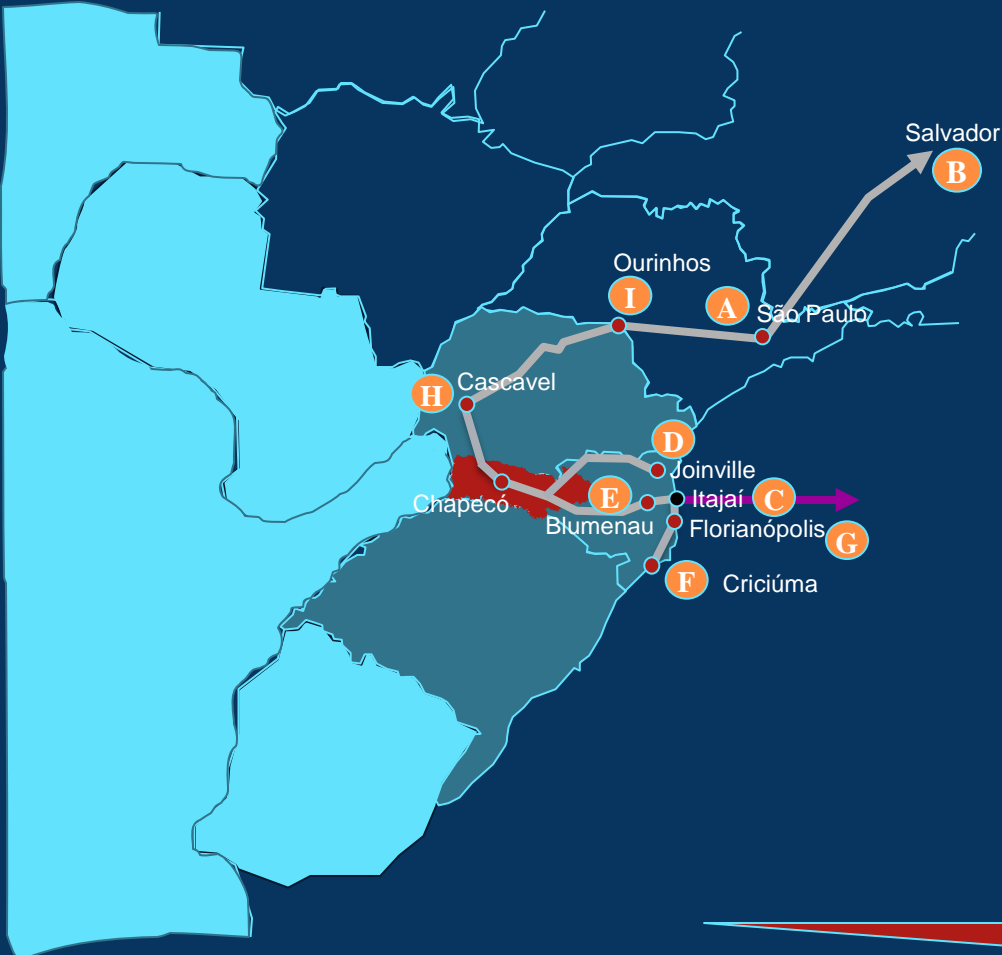 Salvador
B
Ourinhos
I
A
São Paulo
Cascavel
H
D
Joinville
E
Itajaí
C
Chapecó
Blumenau
Florianópolis
G
F
Criciúma